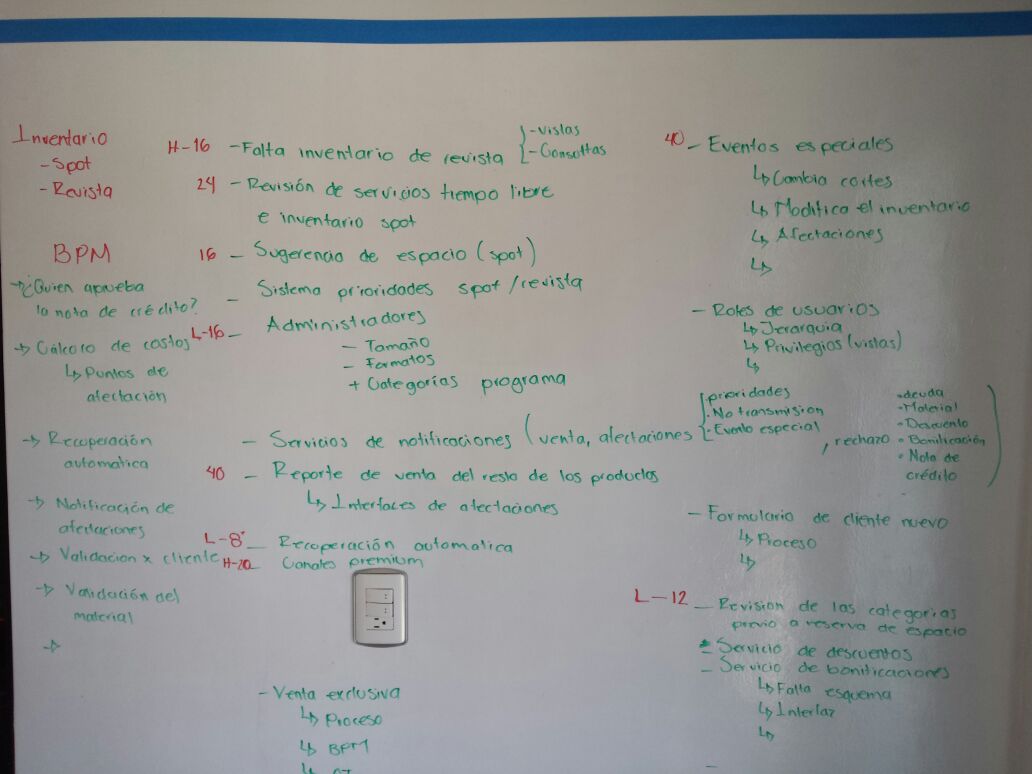 Inventario
-Spot
-Revista
BPM
→¿Quien aprueba
la nota de crédito?
→ Cálculo de costos
↳ Puntos de
afectación
→ Recuperación
automatica
→ Notificación de
afectaciones
→ Validacion x cliente
→ Validación del
material
→
H-16 -Falta inventario de revista { -vistas
-Consultas
24 - Revisión de servicios tiempo libre
e inventario spot
16 - Sugerencia de espacio (spot)
- Sistema prioridades spot/revista
L-16 - Administradores
- Tamaño
- Formatos
+ Categorías programa
- Servicios de notificaciones (venta, afectaciones { prioridades
·No transmision
·Evento especial
, rechazo
•deuda
•Material
•Descuento
•Bonificación
•Nota de
crédito )
40 - Reporte de venta del resto de los productos
↳ Interfaces de afectaciones
L-8 - Recuperación automatica
H-20 - Canales premium
- Venta exclusiva
↳ Proceso
↳ BPM
↳
40 - Eventos especiales
↳ Cambia cortes
↳ Modifica el inventario
↳ Afectaciones
↳
- Roles de usuarios
↳ Jerarquia
↳ Privilegios (vistas)
↳
- Formulario de cliente nuevo
↳ Proceso
↳
L-12 - Revision de las categorias
previo a reserva de espacio
- Servicio de descuentos
- Servicio de bonificaciones
↳ Falta esquema
↳ Interfaz
↳
-